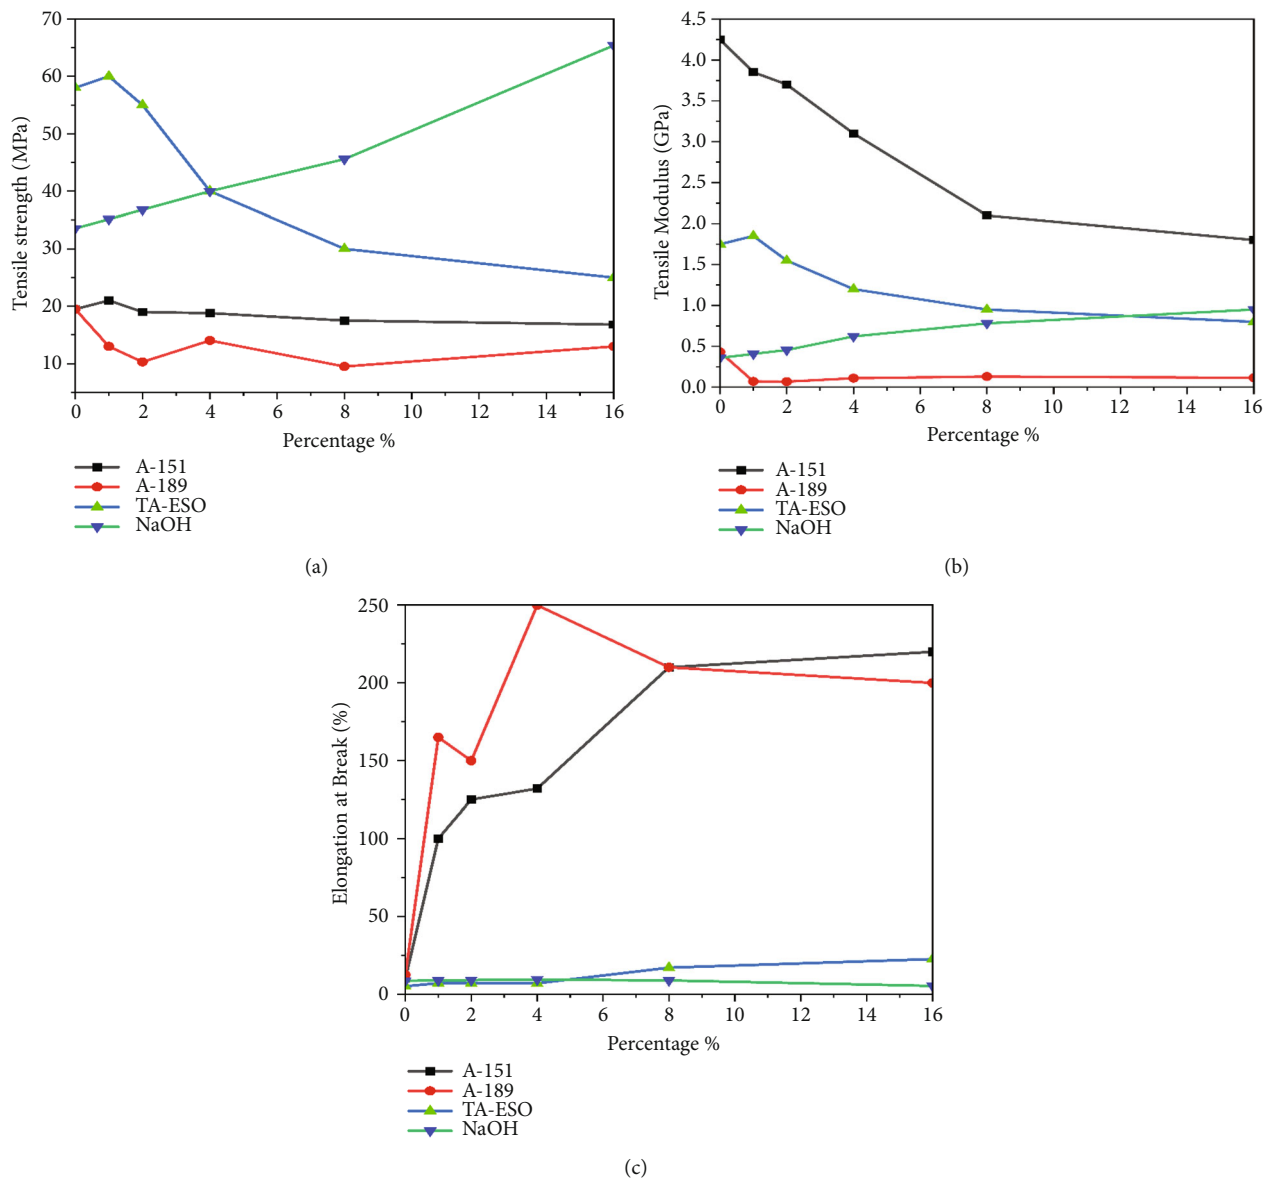 70
60
50
40
30
20
10
Tensile strength (MPa)
0 2 4 6 8 10 12 14 16
Percentage %
A-151
A-189
TA-ESO
NaOH
(a)
4.5
4.0
3.5
3.0
2.5
2.0
1.5
1.0
0.5
0.0
Tensile Modulus (GPa)
0 2 4 6 8 10 12 14 16
Percentage %
A-151
A-189
TA-ESO
NaOH
(b)
250
200
150
100
50
0
Elongation at Break (%)
0 2 4 6 8 10 12 14 16
Percentage %
A-151
A-189
TA-ESO
NaOH
(c)